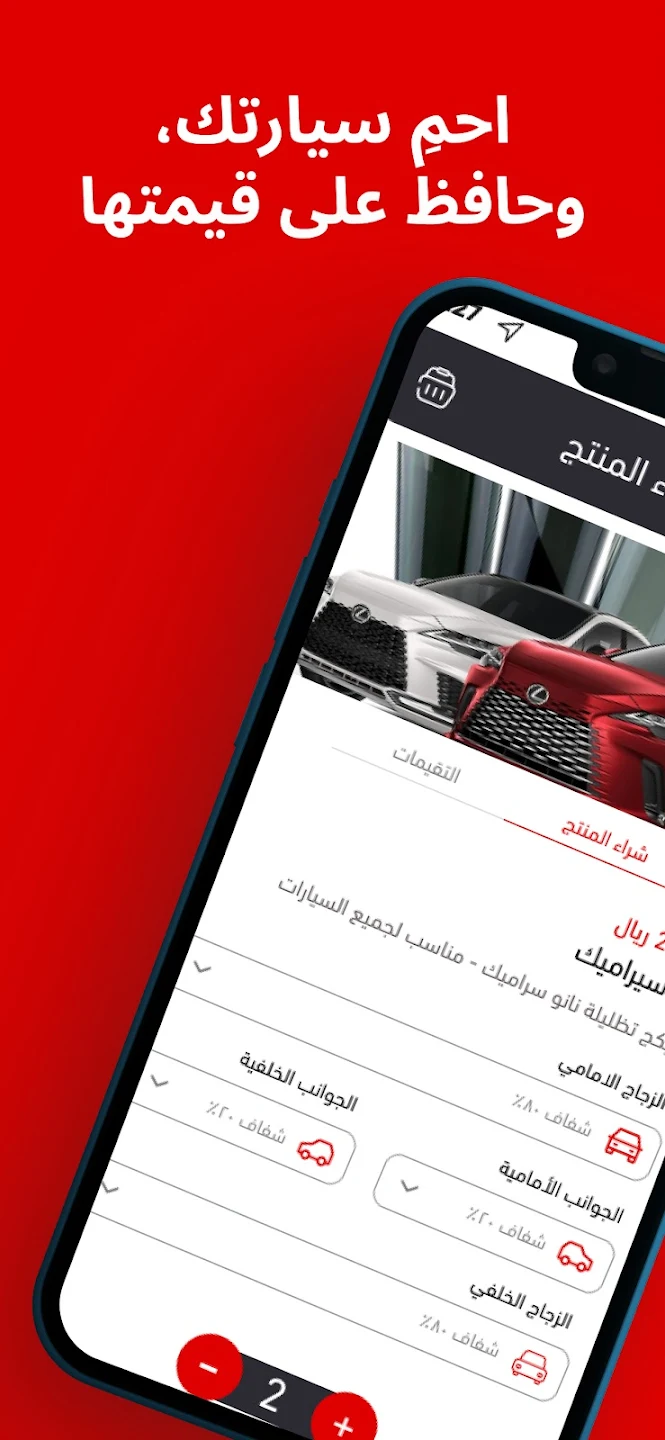 احمِ سيارتك،
وحافظ على قيمتها
المنتج
التقيمات
شراء المنتج
ريال
سيراميك
تظليلة نانو سراميك - مناسب لجميع السيارات
الزجاج الامامي
شفاف ٨٠٪
الجوانب الخلفية
شفاف ٢٠٪
الجوانب الأمامية
شفاف ٢٠٪
الزجاج الخلفي
شفاف ٨٠٪
- 2 +